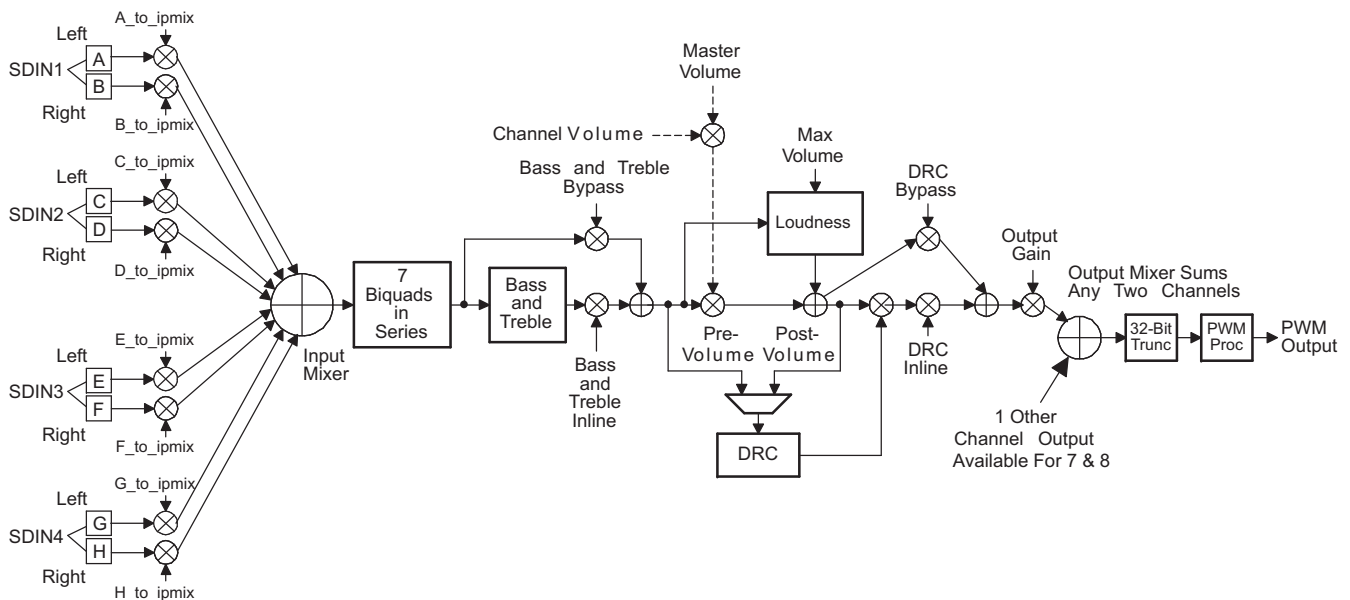 A_to_ipmix
Left
A
SDIN1
B
Right
B_to_ipmix
C_to_ipmix
Left
C
SDIN2
D
Right
D_to_ipmix
E_to_ipmix
Left
E
SDIN3
F
Right
F_to_ipmix
G_to_ipmix
Left
G
SDIN4
H
Right
H_to_ipmix
Input
Mixer
7
Biquads
in
Series
Bass and Treble
Bypass
Bass
and
Treble
Bass
and
Treble
Inline
Master
Volume
Channel Volume
Max
Volume
Loudness
Pre-
Volume
Post-
Volume
DRC
DRC
Bypass
DRC
Inline
Output
Gain
Output Mixer Sums
Any Two Channels
1 Other
Channel Output
Available For 7 & 8
32-Bit
Trunc
PWM
Proc
PWM
Output